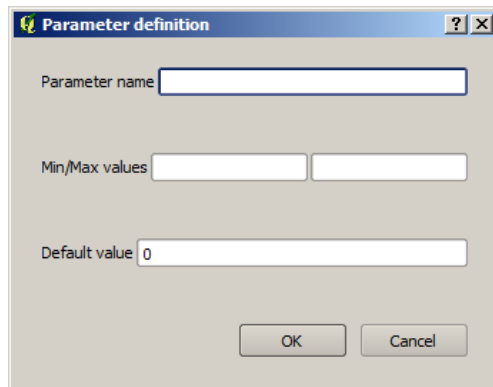 Parameter definition
Parameter name
Min/Max values
Default value 0
OK Cancel